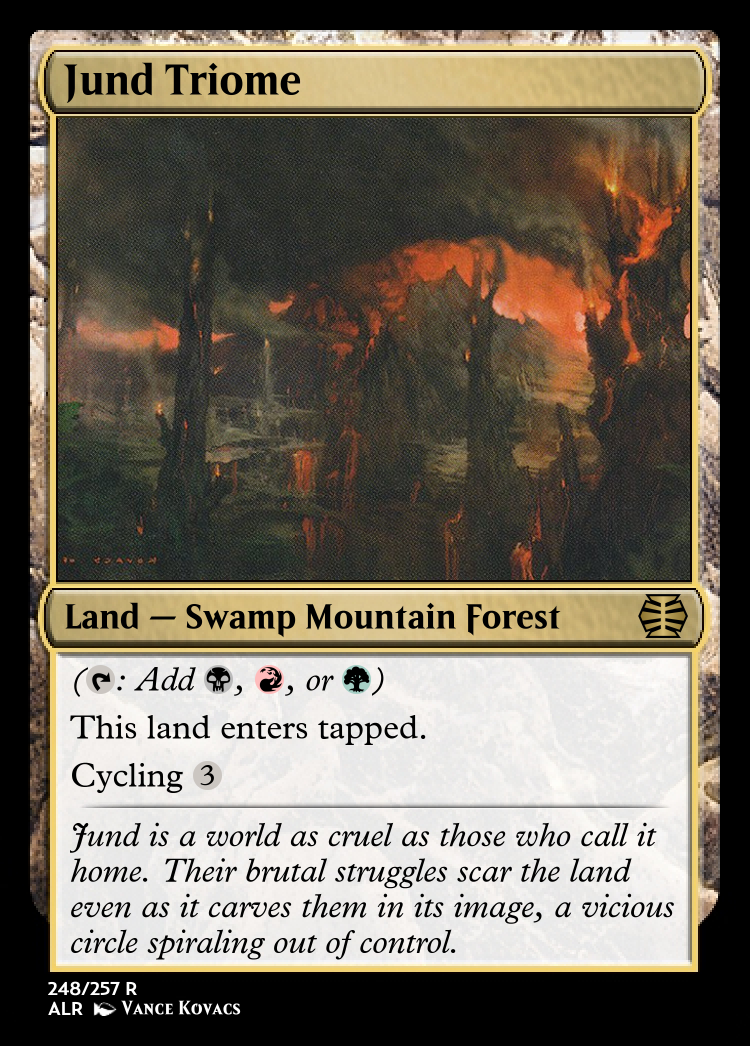 Jund Triome
Land — Swamp Mountain Forest
(: Add , , or )
This land enters tapped.
Cycling 3
Jund is a world as cruel as those who call it
home. Their brutal struggles scar the land
even as it carves them in its image, a vicious
circle spiraling out of control.
248/257 R
ALR Vance Kovacs